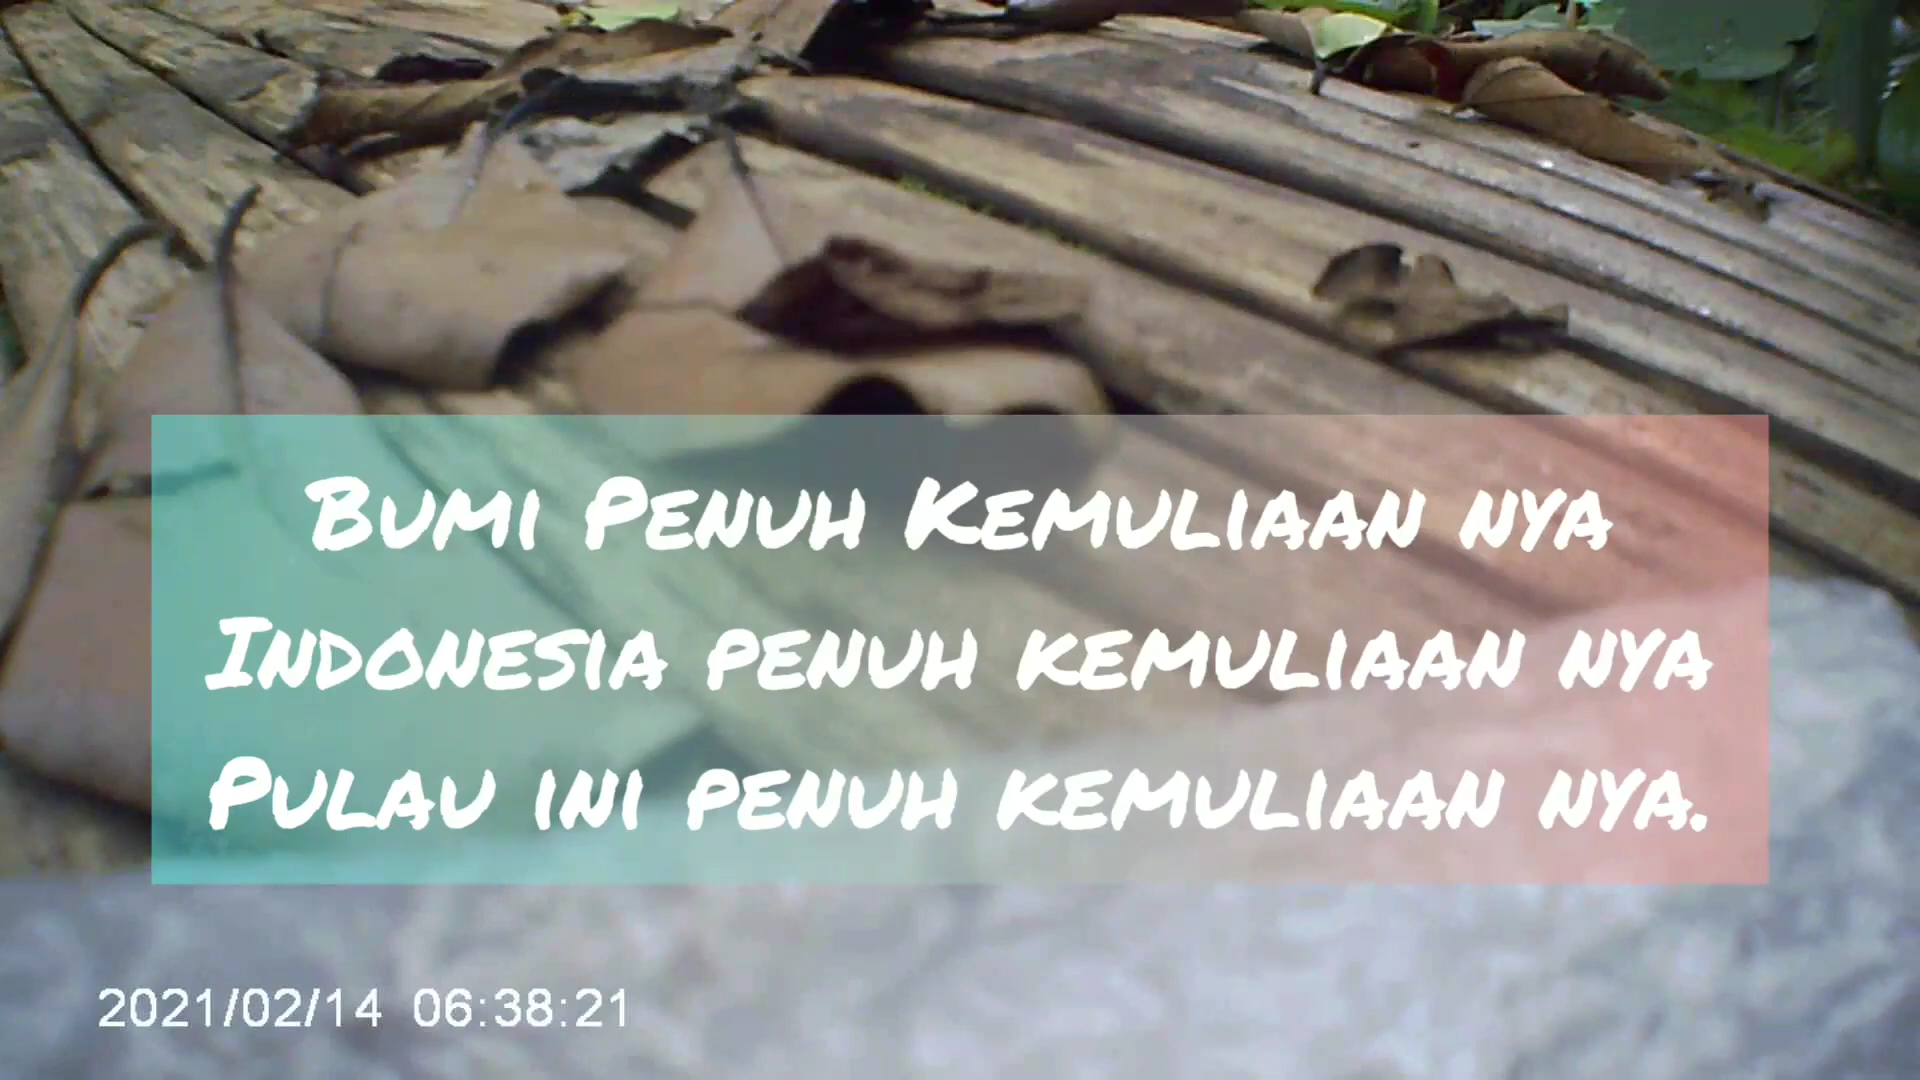 Bumi Penuh Kemuliaan nya
Indonesia penuh kemuliaan nya
Pulau ini penuh kemuliaan nya.
2021/02/14 06:38:21